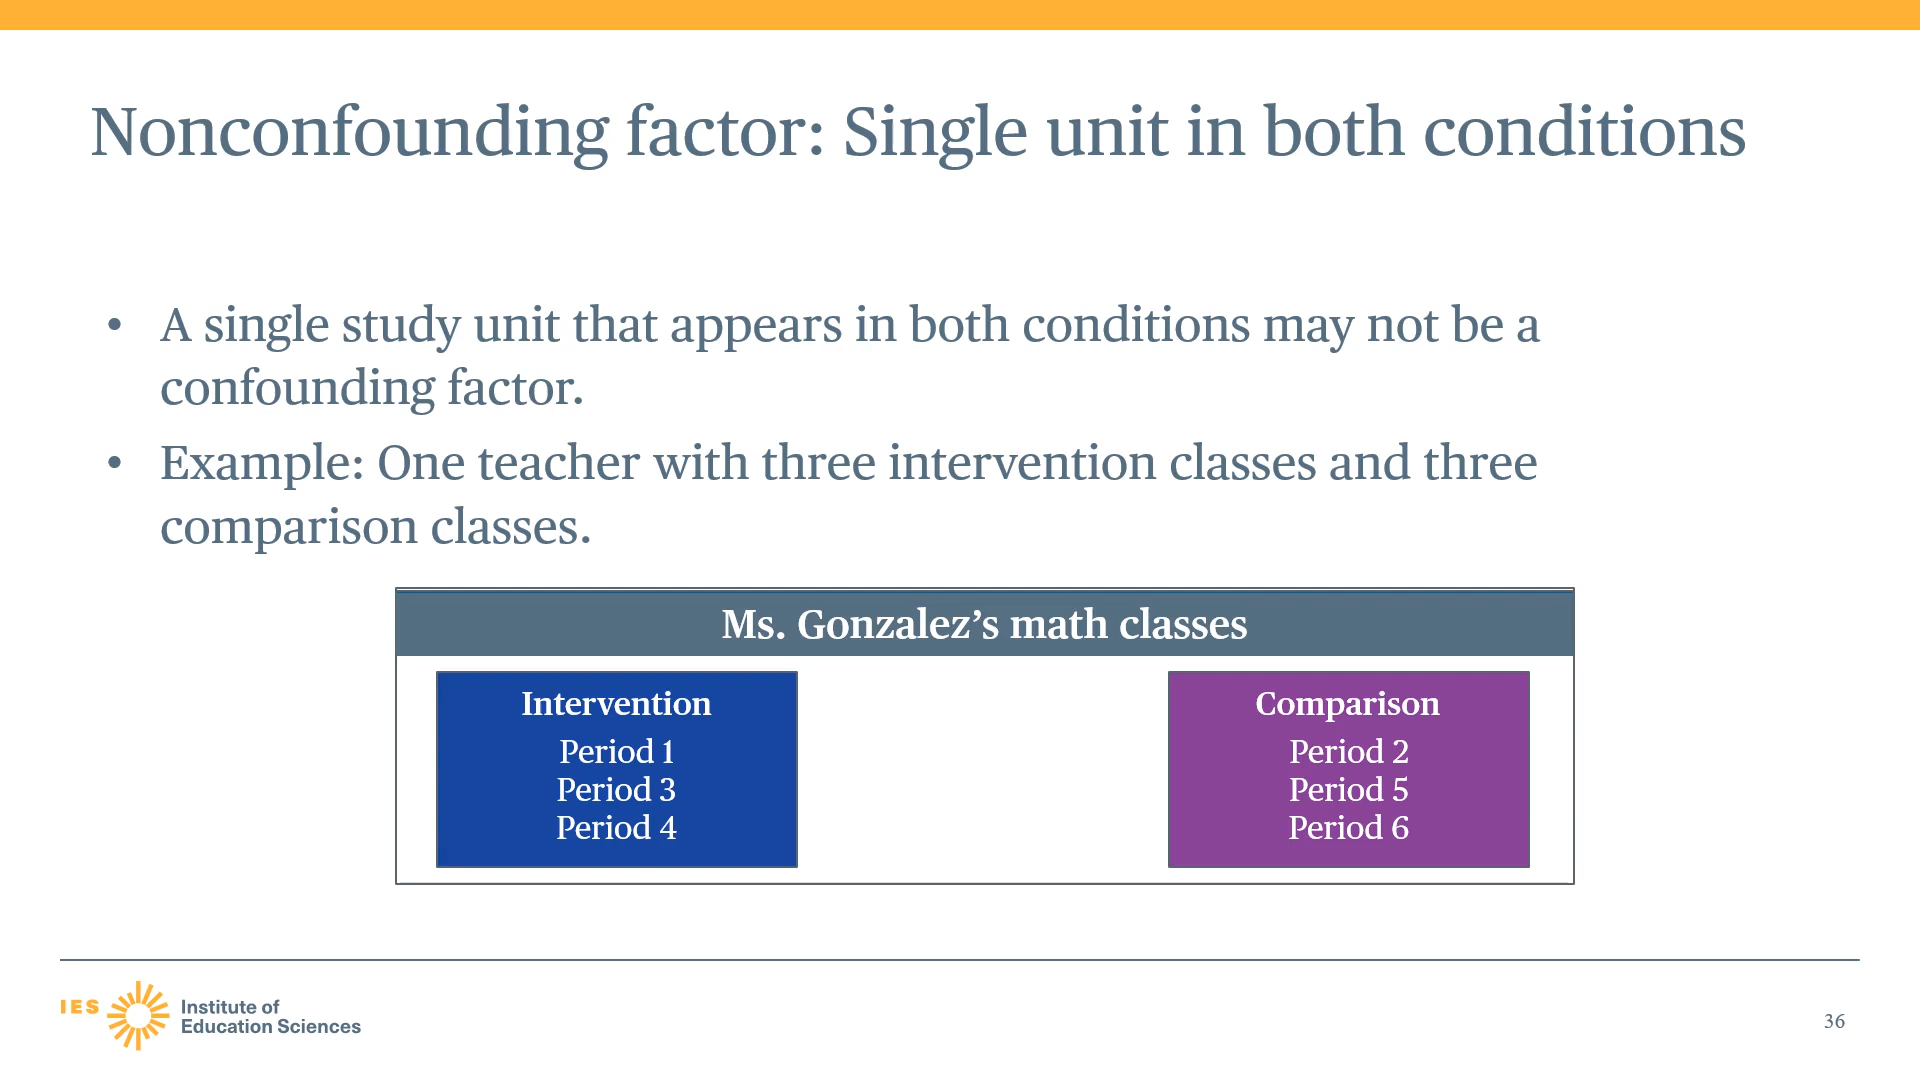 Nonconfounding factor: Single unit in both conditions
• A single study unit that appears in both conditions may not be a
confounding factor.
• Example: One teacher with three intervention classes and three
comparison classes.
Ms. Gonzalez’s math classes
Intervention
Period 1
Period 3
Period 4
Comparison
Period 2
Period 5
Period 6
IES
Institute of
Education Sciences
36